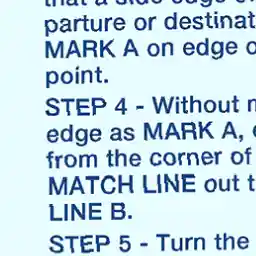 that a side edge of
parture or destinat
MARK A on edge o
point.
STEP 4 - Without
edge as MARK A,
from the corner of
MATCH LINE out t
LINE B.
STEP 5 - Turn the